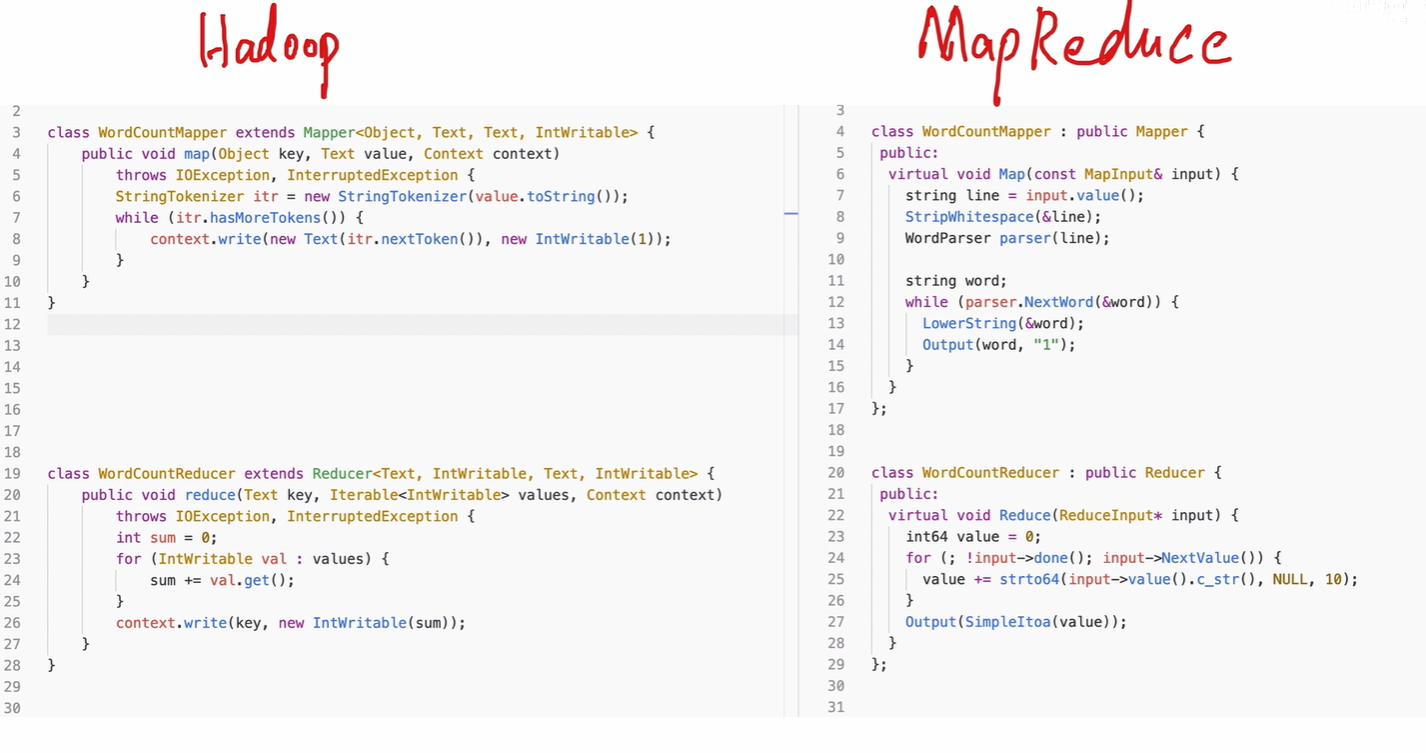 Hadoop
MapReduce
2
3 class WordCountMapper extends Mapper<Object, Text, Text, IntWritable> {
4 public void map(Object key, Text value, Context context)
5 throws IOException, InterruptedException {
6 StringTokenizer itr = new StringTokenizer(value.toString());
7 while (itr.hasMoreTokens()) {
8 context.write(new Text(itr.nextToken()), new IntWritable(1));
9 }
10 }
11 }
12
13
14
15
16
17
18
19 class WordCountReducer extends Reducer<Text, IntWritable, Text, IntWritable> {
20 public void reduce(Text key, Iterable<IntWritable> values, Context context)
21 throws IOException, InterruptedException {
22 int sum = 0;
23 for (IntWritable val : values) {
24 sum += val.get();
25 }
26 context.write(key, new IntWritable(sum));
27 }
28 }
29
30
3
4 class WordCountMapper : public Mapper {
5 public:
6 virtual void Map(const MapInput& input) {
7 string line = input.value();
8 StripWhitespace(&line);
9 WordParser parser(line);
10
11 string word;
12 while (parser.NextWord(&word)) {
13 LowerString(&word);
14 Output(word, "1");
15 }
16 }
17 };
18
19
20 class WordCountReducer : public Reducer {
21 public:
22 virtual void Reduce(ReduceInput* input) {
23 int64 value = 0;
24 for (; !input->done(); input->NextValue()) {
25 value += strto64(input->value().c_str(), NULL, 10);
26 }
27 Output(SimpleItoa(value));
28 }
29 };
30
31